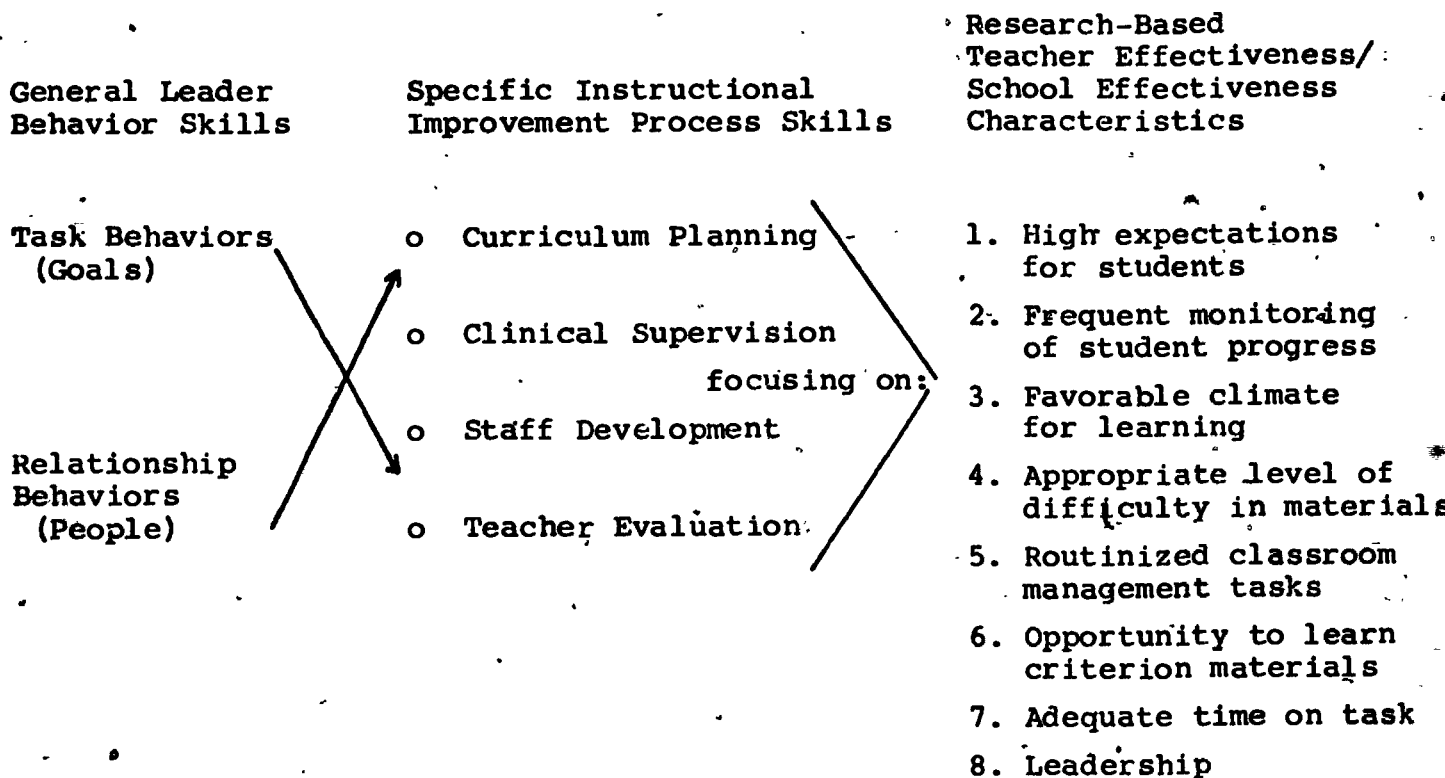 General Leader
Behavior Skills
Specific Instructional
Improvement Process Skills
Research-Based
Teacher Effectiveness/
School Effectiveness
Characteristics
Task Behaviors
(Goals)
Relationship
Behaviors
(People)
o Curriculum Planning
o Clinical Supervision
focusing on:
o Staff Development
o Teacher Evaluation
1. High expectations
for students
2. Frequent monitoring
of student progress
3. Favorable climate
for learning
4. Appropriate level of
difficulty in materials
5. Routinized classroom
management tasks
6. Opportunity to learn
criterion materials
7. Adequate time on task
8. Leadership